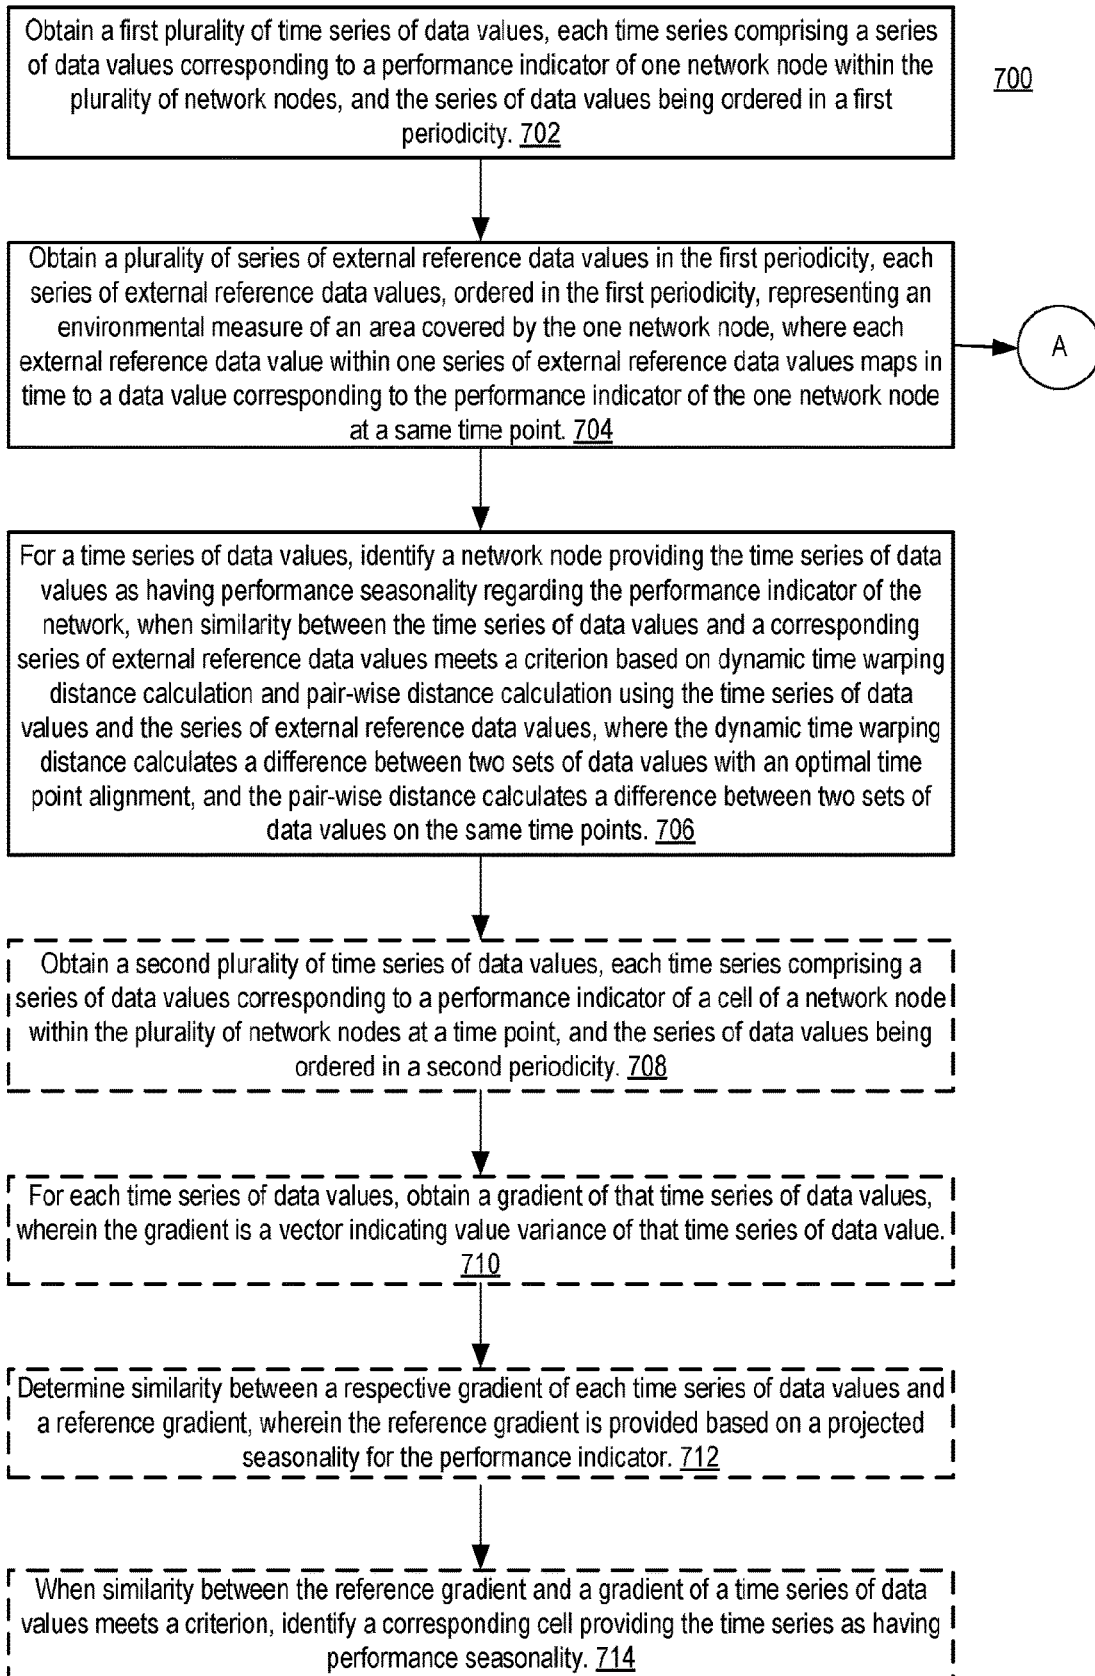 Obtain a first plurality of time series of data values, each time series comprising a series
of data values corresponding to a performance indicator of one network node within the
plurality of network nodes, and the series of data values being ordered in a first
periodicity. 702
700
Obtain a plurality of series of external reference data values in the first periodicity, each
series of external reference data values, ordered in the first periodicity, representing an
environmental measure of an area covered by the one network node, where each
external reference data value within one series of external reference data values maps in
time to a data value corresponding to the performance indicator of the one network node
at a same time point. 704
A
For a time series of data values, identify a network node providing the time series of data
values as having performance seasonality regarding the performance indicator of the
network, when similarity between the time series of data values and a corresponding
series of external reference data values meets a criterion based on dynamic time warping
distance calculation and pair-wise distance calculation using the time series of data
values and the series of external reference data values, where the dynamic time warping
distance calculates a difference between two sets of data values with an optimal time
point alignment, and the pair-wise distance calculates a difference between two sets of
data values on the same time points. 706
Obtain a second plurality of time series of data values, each time series comprising a
series of data values corresponding to a performance indicator of a cell of a network node
within the plurality of network nodes at a time point, and the series of data values being
ordered in a second periodicity. 708
For each time series of data values, obtain a gradient of that time series of data values,
wherein the gradient is a vector indicating value variance of that time series of data value.
710
Determine similarity between a respective gradient of each time series of data values and
a reference gradient, wherein the reference gradient is provided based on a projected
seasonality for the performance indicator. 712
When similarity between the reference gradient and a gradient of a time series of data
values meets a criterion, identify a corresponding cell providing the time series as having
performance seasonality. 714